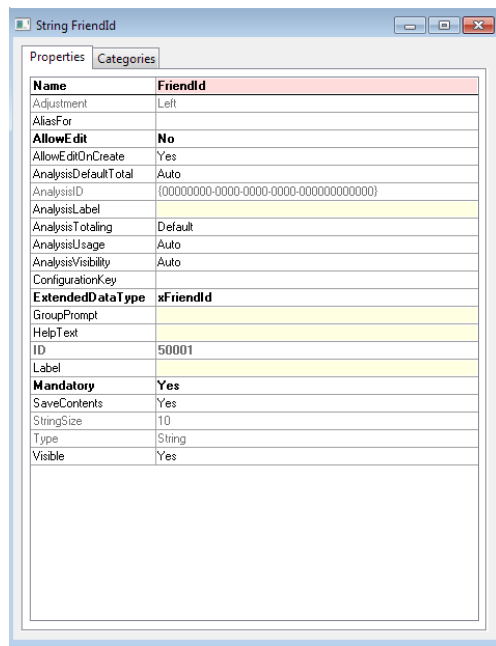 String FriendId
Properties Categories
Name FriendId
Adjustment Left
AliasFor
AllowEdit No
AllowEditOnCreate Yes
AnalysisDefaultTotal Auto
AnalysisID {00000000-0000-0000-0000-000000000000}
AnalysisLabel
AnalysisTotaling Default
AnalysisUsage Auto
AnalysisVisibility Auto
ConfigurationKey
ExtendedDataType xFriendId
GroupPrompt
HelpText
ID 50001
Label
Mandatory Yes
SaveContents Yes
StringSize 10
Type String
Visible Yes